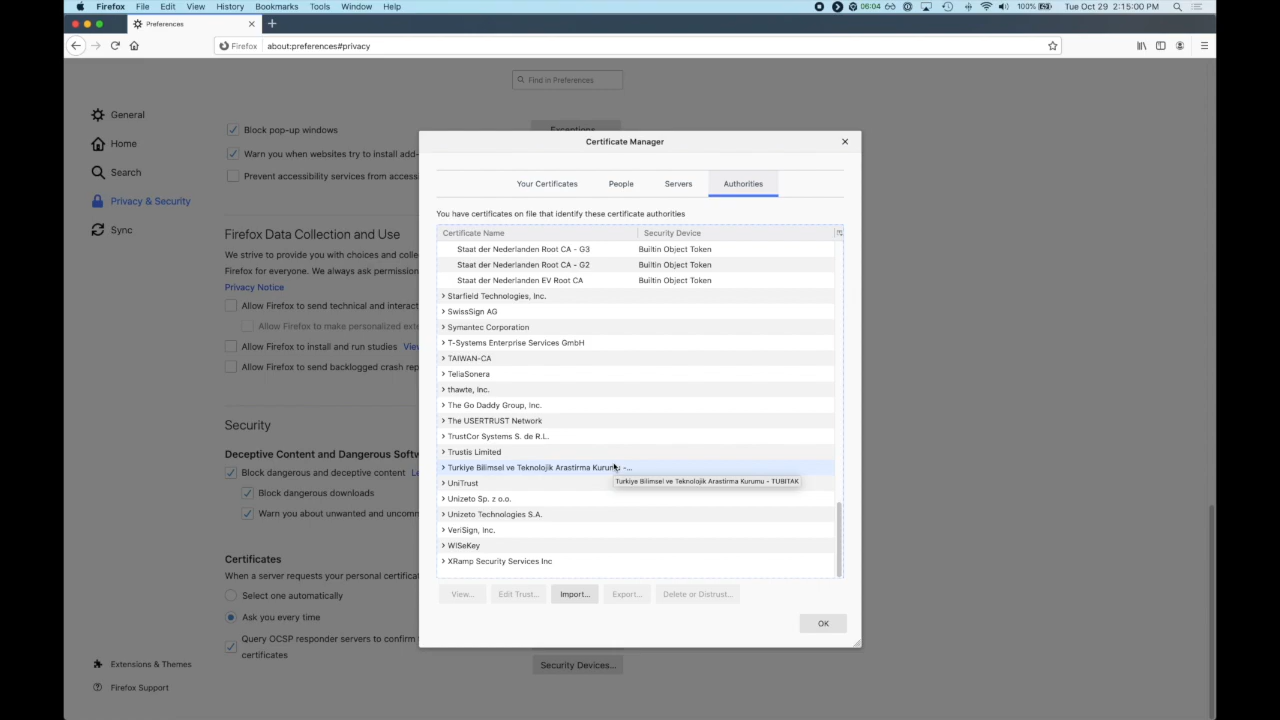 Firefox File Edit View History Bookmarks Tools Window Help
06:04 100% Tue Oct 29 2:15:00 PM
Preferences
Firefox about:preferences#privacy
Find in Preferences
General
Home
Search
Privacy & Security
Sync
Extensions & Themes
Firefox Support
Block pop-up windows
Exceptions...
Warn you when websites try to install add-
Prevent accessibility services from access
Firefox Data Collection and Use
We strive to provide you with choices and collec
Firefox for everyone. We always ask permission
Privacy Notice
Allow Firefox to send technical and interact
Allow Firefox to make personalized exte
Allow Firefox to install and run studies View
Allow Firefox to send backlogged crash rep
Security
Deceptive Content and Dangerous Softw
Block dangerous and deceptive content Le
Block dangerous downloads
Warn you about unwanted and uncomm
Certificates
When a server requests your personal certificat
Select one automatically
Ask you every time
Query OCSP responder servers to confirm t
certificates
Security Devices...
Certificate Manager
Your Certificates People Servers Authorities
You have certificates on file that identify these certificate authorities
Certificate Name Security Device
Staat der Nederlanden Root CA - G3 Builtin Object Token
Staat der Nederlanden Root CA - G2 Builtin Object Token
Staat der Nederlanden EV Root CA Builtin Object Token
Starfield Technologies, Inc.
SwissSign AG
Symantec Corporation
T-Systems Enterprise Services GmbH
TAIWAN-CA
TeliaSonera
thawte, Inc.
The Go Daddy Group, Inc.
The USERTRUST Network
TrustCor Systems S. de R.L.
Trustis Limited
Turkiye Bilimsel ve Teknolojik Arastirma Kurumu -...
Turkiye Bilimsel ve Teknolojik Arastirma Kurumu - TUBITAK
UniTrust
Unizeto Sp. z o.o.
Unizeto Technologies S.A.
VeriSign, Inc.
WISeKey
XRamp Security Services Inc
View... Edit Trust... Import... Export... Delete or Distrust...
OK